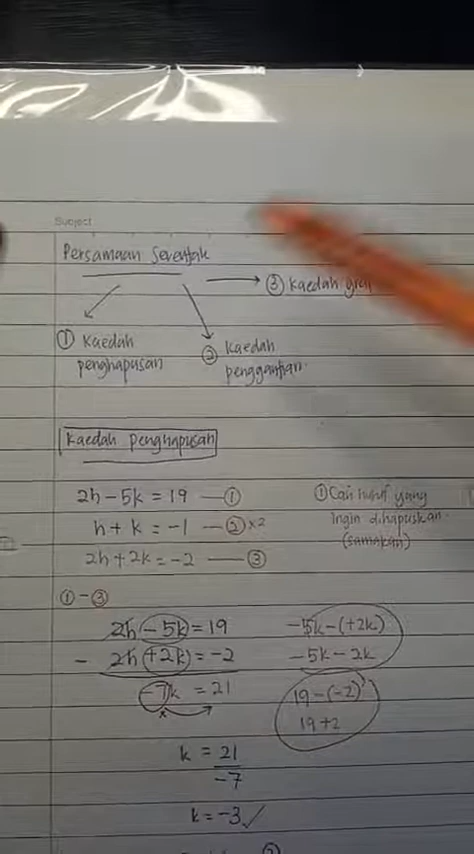 Subject
Persamaan Serentak
③ Kaedah
① Kaedah penghapusan
② Kaedah penggantian.
Kaedah penghapusan
2h - 5k = 19 — ①
h + k = -1 — ② ×2
2h + 2k = -2 — ③
① Cari huruf yang
ingin dihapuskan.
(samakan)
① - ③
2h - 5k = 19
- 2h + 2k = -2
-7k = 21
k = 21
-7
k = -3 ✓
-5k - (+2k)
-5k - 2k
19 - (-2)
19 + 2
②